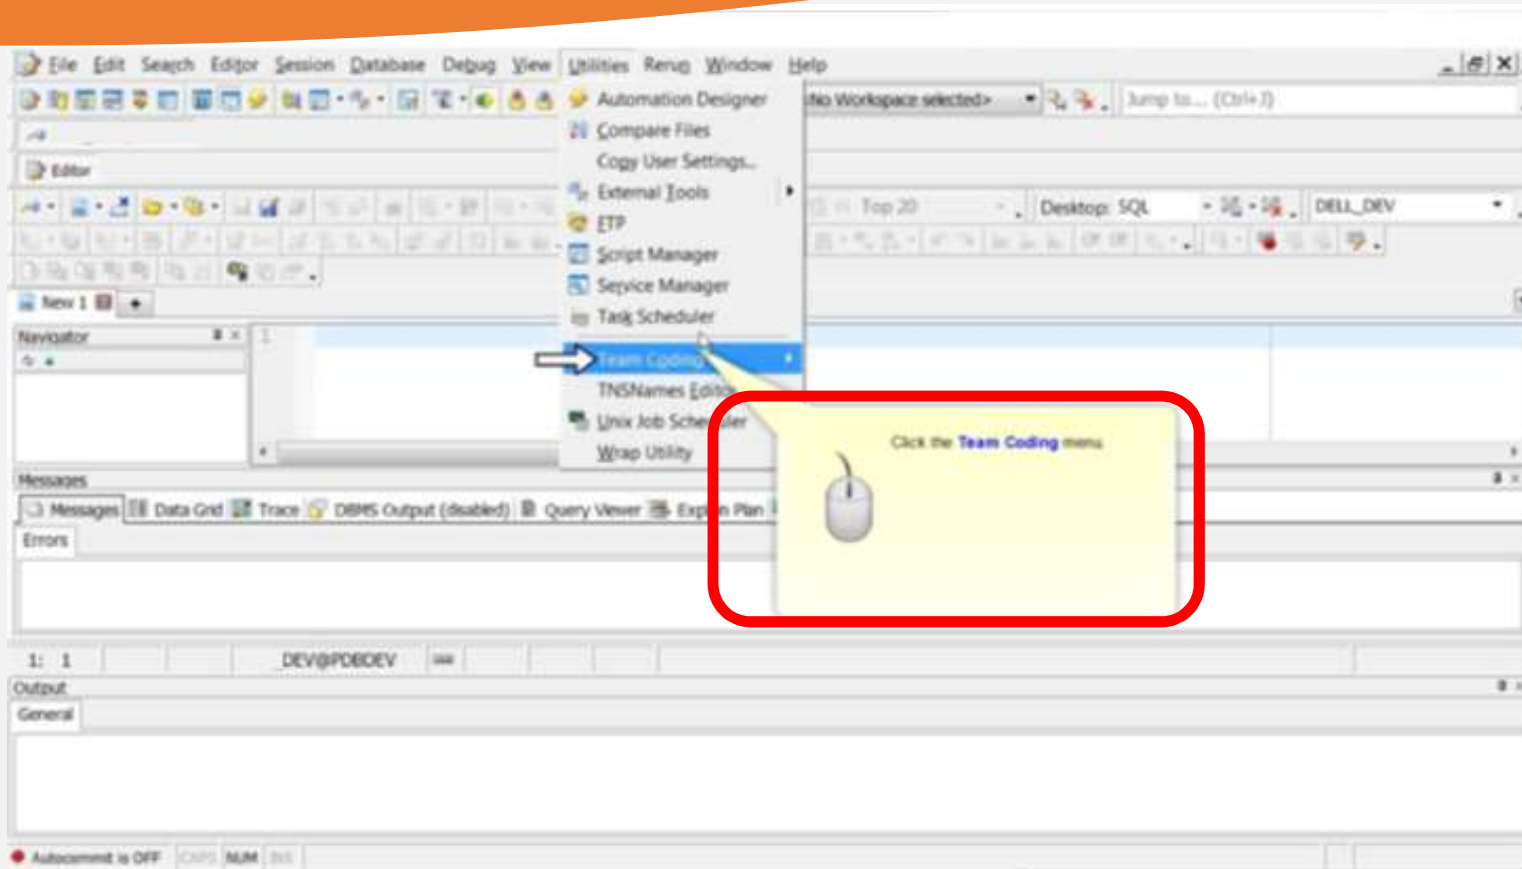 File Edit Search Editor Session Database Debug View Utilities Rerun Window Help
Automation Designer
<No Workspace selected>
Jump to... (Ctrl+J)
Compare Files
Copy User Settings...
Editor
External Tools
Top 20
Desktop: SQL
DELL_DEV
FTP
Script Manager
Service Manager
New 1
Task Scheduler
Navigator
1
Team Coding
TNSNames Editor
Unix Job Scheduler
Click the Team Coding menu
Wrap Utility
Messages
Messages Data Grid Trace DBMS Output (disabled) Query Viewer Explain Plan
Errors
1: 1
_DEV@PDBDEV
Output
General
Autocommit is OFF CAPS NUM INS